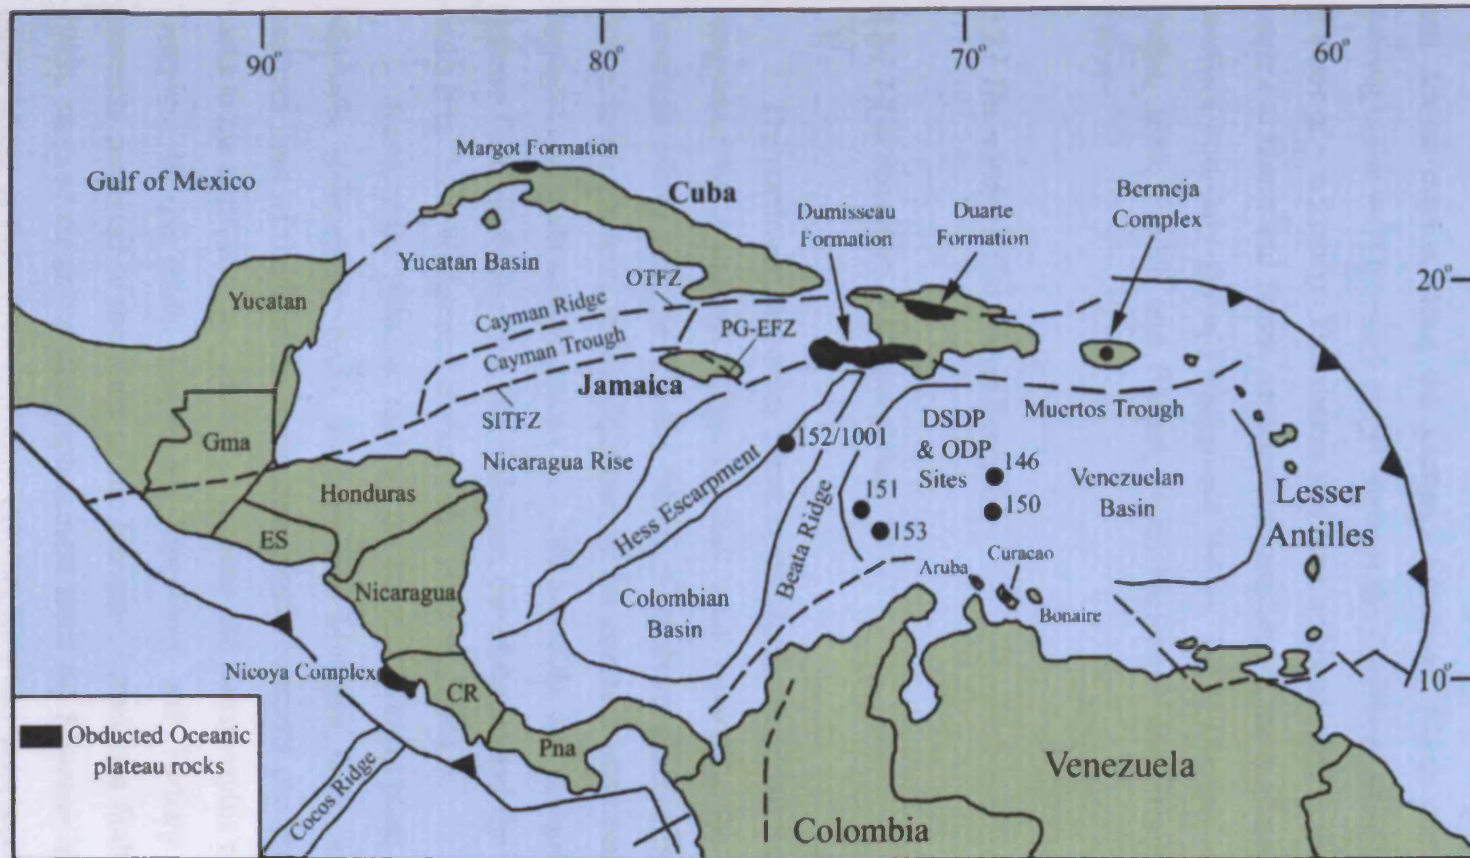 90°
80°
70°
60°
Margot Formation
Gulf of Mexico
Cuba
Dumisseau
Formation
Duarte
Formation
Bermeja
Complex
Yucatan Basin
OTFZ
20°
Yucatan
Cayman Ridge
PG-EFZ
Cayman Trough
Jamaica
Muertos Trough
SITFZ
Gma
Nicaragua Rise
152/1001
DSDP
& ODP
Sites
146
Venezuelan
Basin
Honduras
Hess Escarpment
151
150
Lesser
Antilles
ES
153
Beata Ridge
Curacao
Aruba
Nicaragua
Colombian
Basin
Bonaire
Nicoya Complex
CR
10°
Obducted Oceanic
plateau rocks
Pna
Venezuela
Cocos Ridge
Colombia